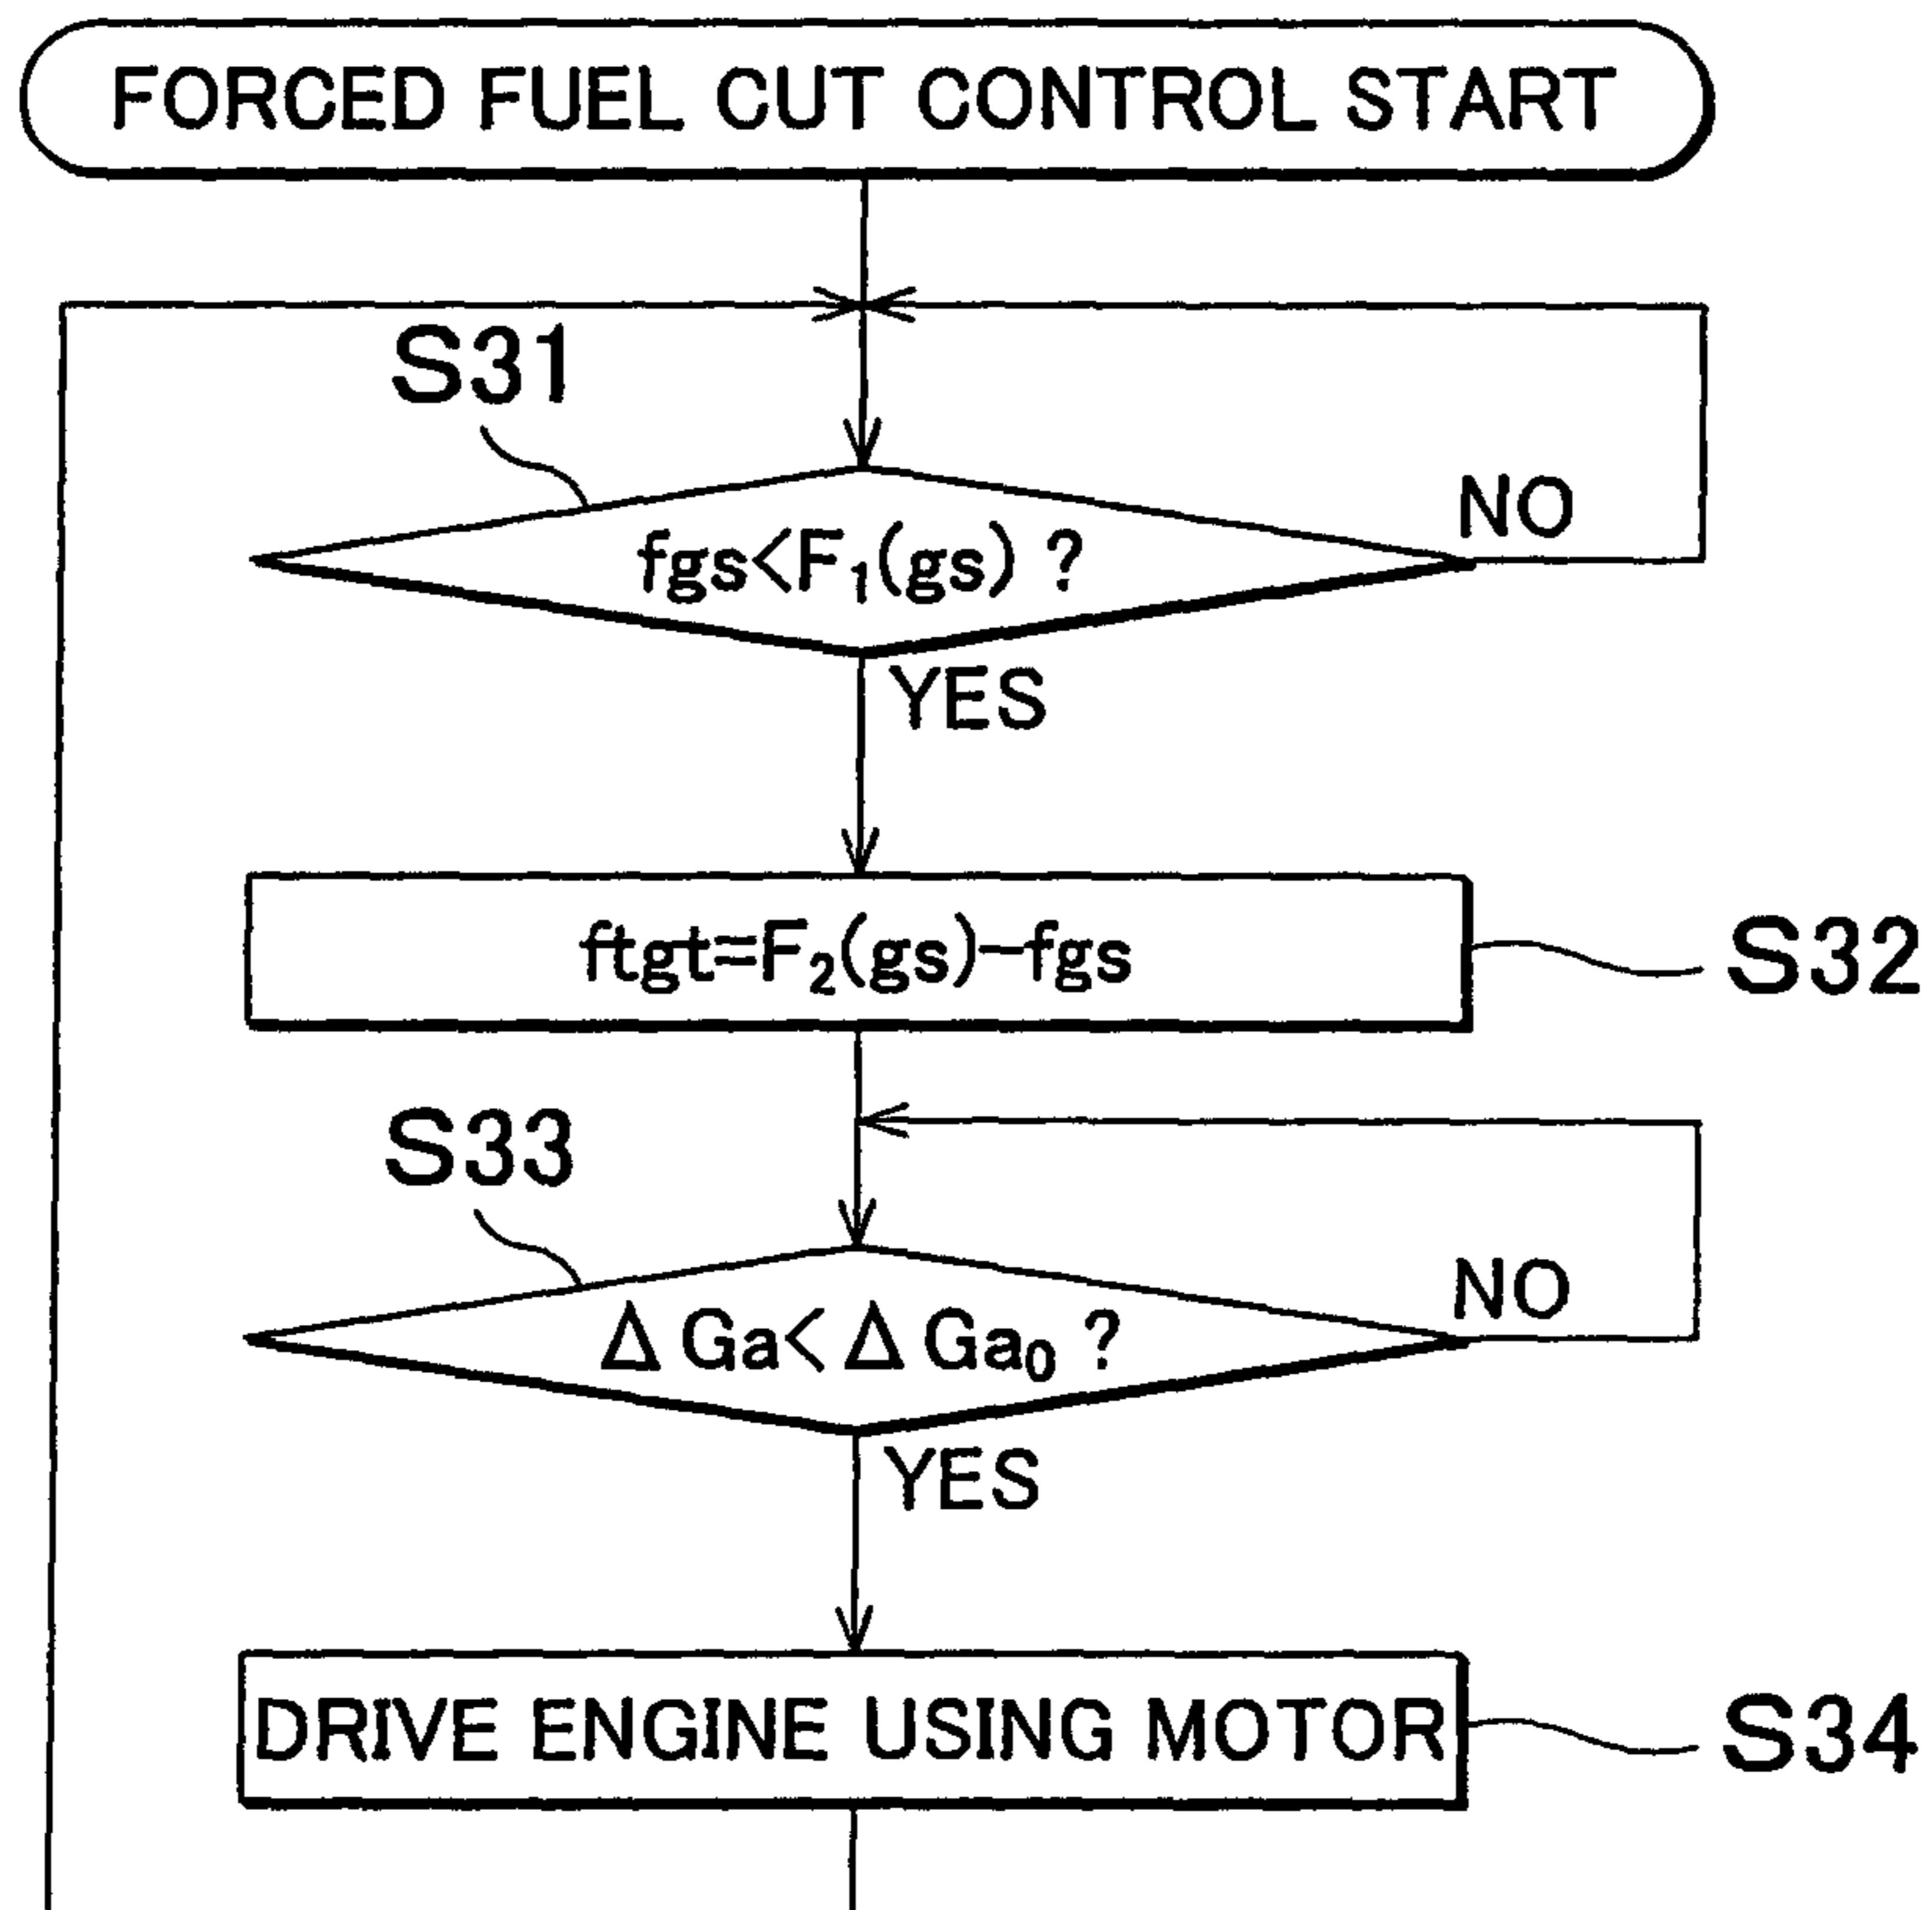 FORCED FUEL CUT CONTROL START
S31
fgs<F₁(gs) ?
NO
YES
ftgt=F₂(gs)-fgs
S32
S33
ΔGa<ΔGa₀ ?
NO
YES
DRIVE ENGINE USING MOTOR
S34